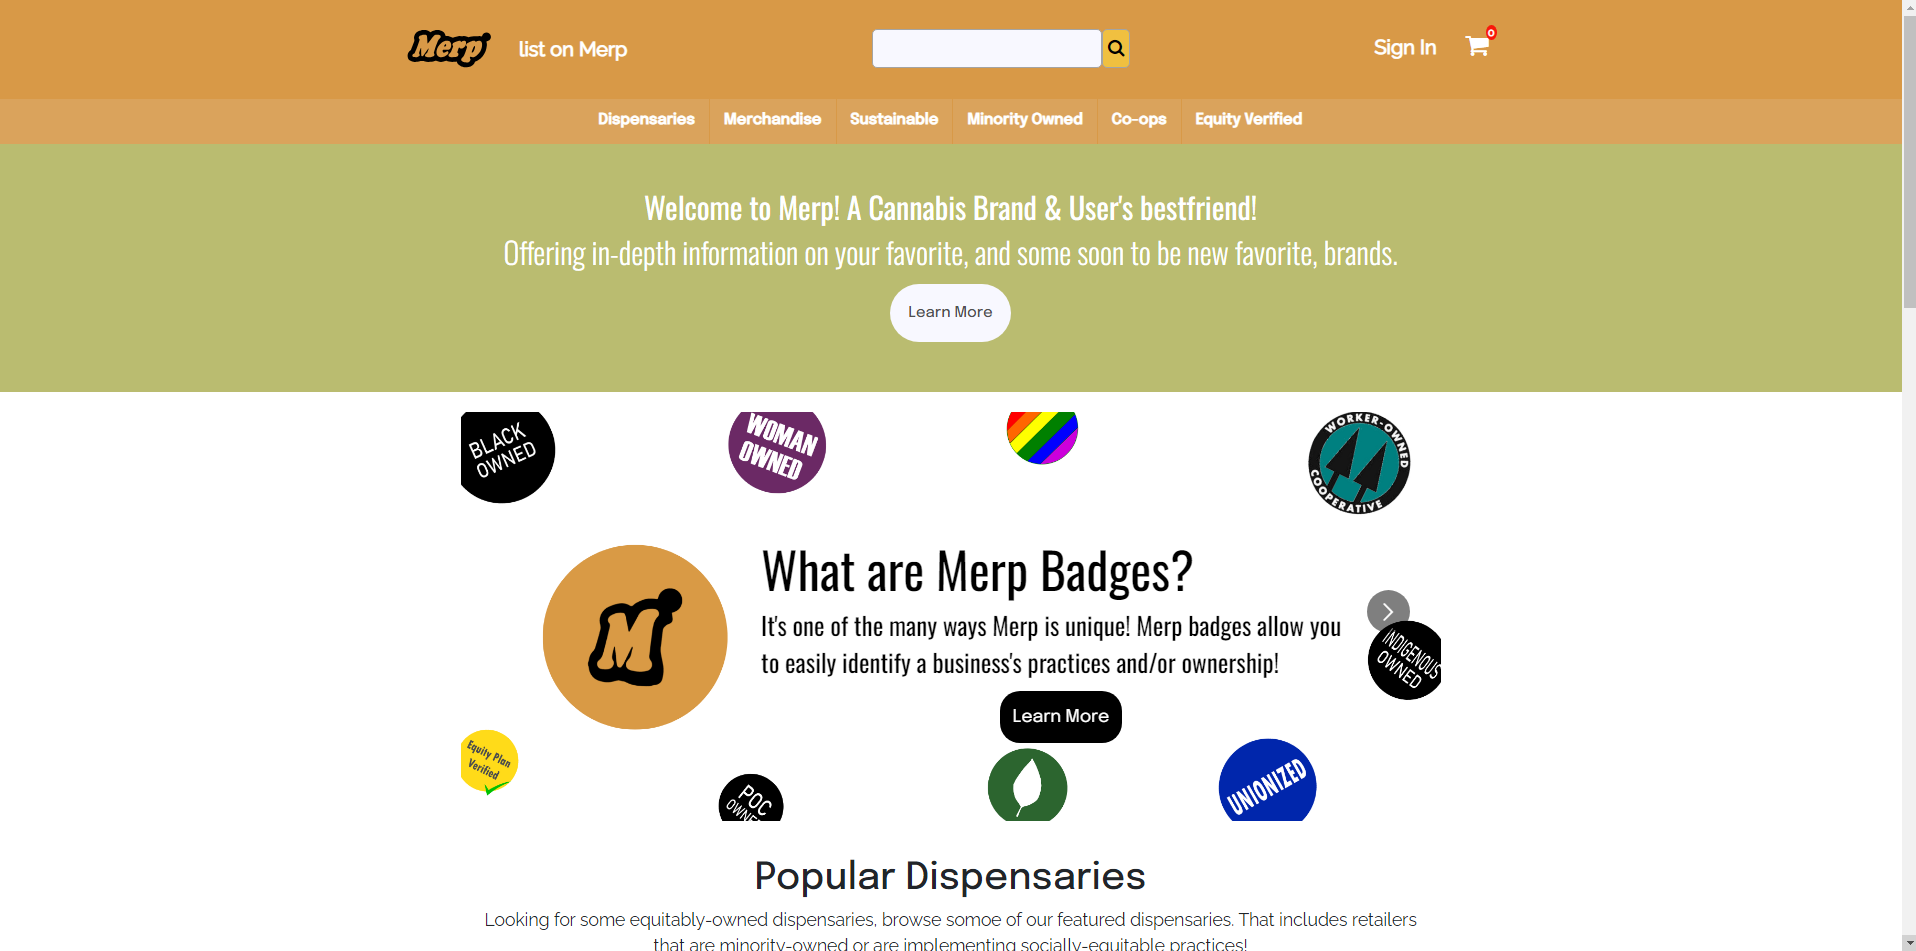 Merp
list on Merp
Sign In
0
Dispensaries
Merchandise
Sustainable
Minority Owned
Co-ops
Equity Verified
Welcome to Merp! A Cannabis Brand & User's bestfriend!
Offering in-depth information on your favorite, and some soon to be new favorite, brands.
Learn More
BLACK
OWNED
WOMAN
OWNED
WORKER-OWNED
COOPERATIVE
What are Merp Badges?
M
It's one of the many ways Merp is unique! Merp badges allow you
to easily identify a business's practices and/or ownership!
INDIGENOUS
OWNED
Learn More
Equity Plan
Verified
POC
OWNED
UNIONIZED
Popular Dispensaries
Looking for some equitably-owned dispensaries, browse somoe of our featured dispensaries. That includes retailers
that are minority-owned or are implementing socially-equitable practices!